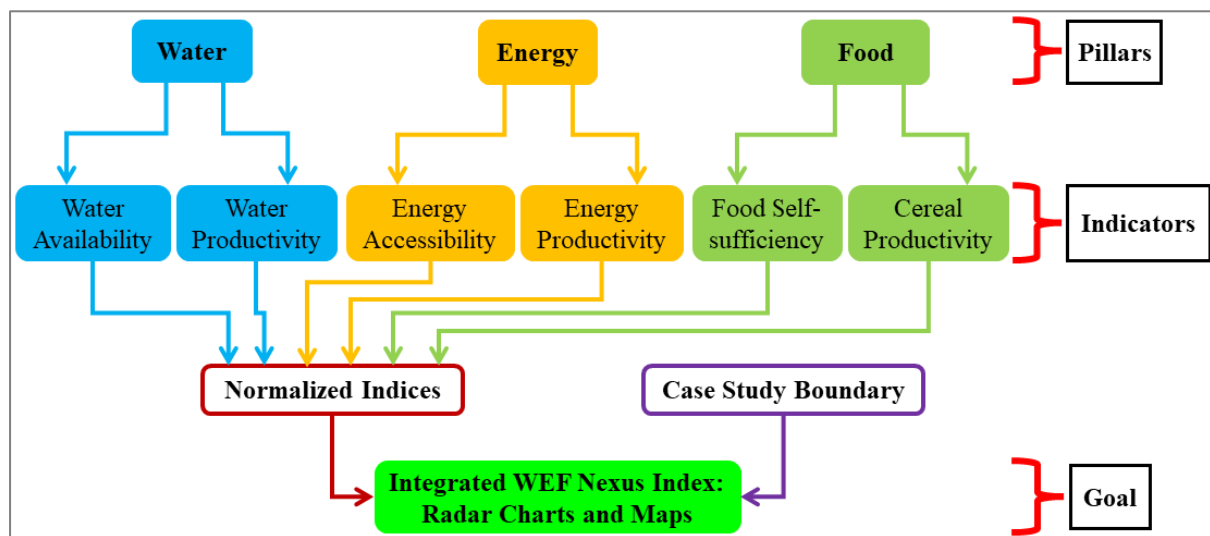 Water
Energy
Food
Pillars
Water
Availability
Water
Productivity
Energy
Accessibility
Energy
Productivity
Food Self-
sufficiency
Cereal
Productivity
Indicators
Normalized Indices
Case Study Boundary
Integrated WEF Nexus Index:
Radar Charts and Maps
Goal